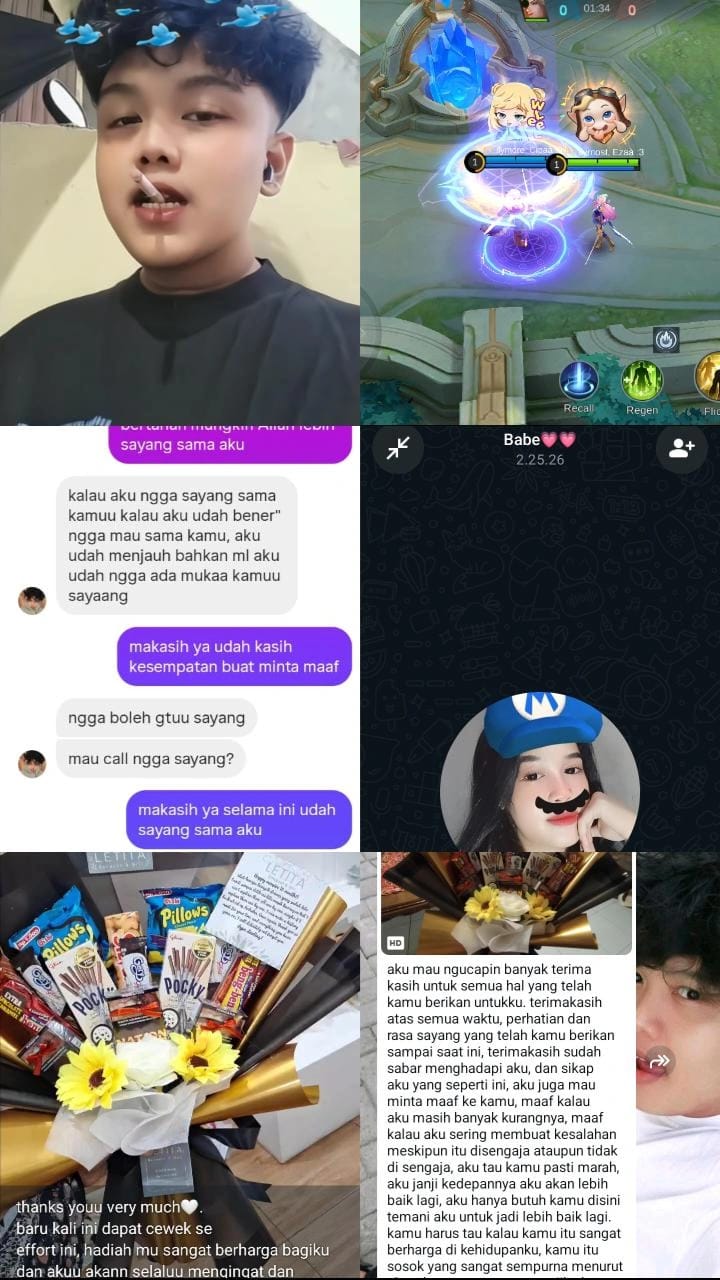 0 01:34 0
WLee
1
1
Ezaa :3
Recall
Regen
sayang sama aku
kalau aku ngga sayang sama
kamuu kalau aku udah bener"
ngga mau sama kamu, aku
udah menjauh bahkan ml aku
udah ngga ada mukaa kamuu
sayaang
makasih ya udah kasih
kesempatan buat minta maaf
ngga boleh gtuu sayang
mau call ngga sayang?
makasih ya selama ini udah
sayang sama aku
Babe
2.25.26
M
LETITA
Pillows
Pillows
POCKY
POCKY
thanks youu very much🤍.
baru kali ini dapat cewek se
effort ini, hadiah mu sangat berharga bagiku
dan akuu akann selaluu mengingat dan
HD
aku mau ngucapin banyak terima
kasih untuk semua hal yang telah
kamu berikan untukku. terimakasih
atas semua waktu, perhatian dan
rasa sayang yang telah kamu berikan
sampai saat ini, terimakasih sudah
sabar menghadapi aku, dan sikap
aku yang seperti ini, aku juga mau
minta maaf ke kamu, maaf kalau
aku masih banyak kurangnya, maaf
kalau aku sering membuat kesalahan
meskipun itu disengaja ataupun tidak
di sengaja, aku tau kamu pasti marah,
aku janji kedepannya aku akan lebih
baik lagi, aku hanya butuh kamu disini
temani aku untuk jadi lebih baik lagi.
kamu harus tau kalau kamu itu sangat
berharga di kehidupanku, kamu itu
sosok yang sangat sempurna menurut